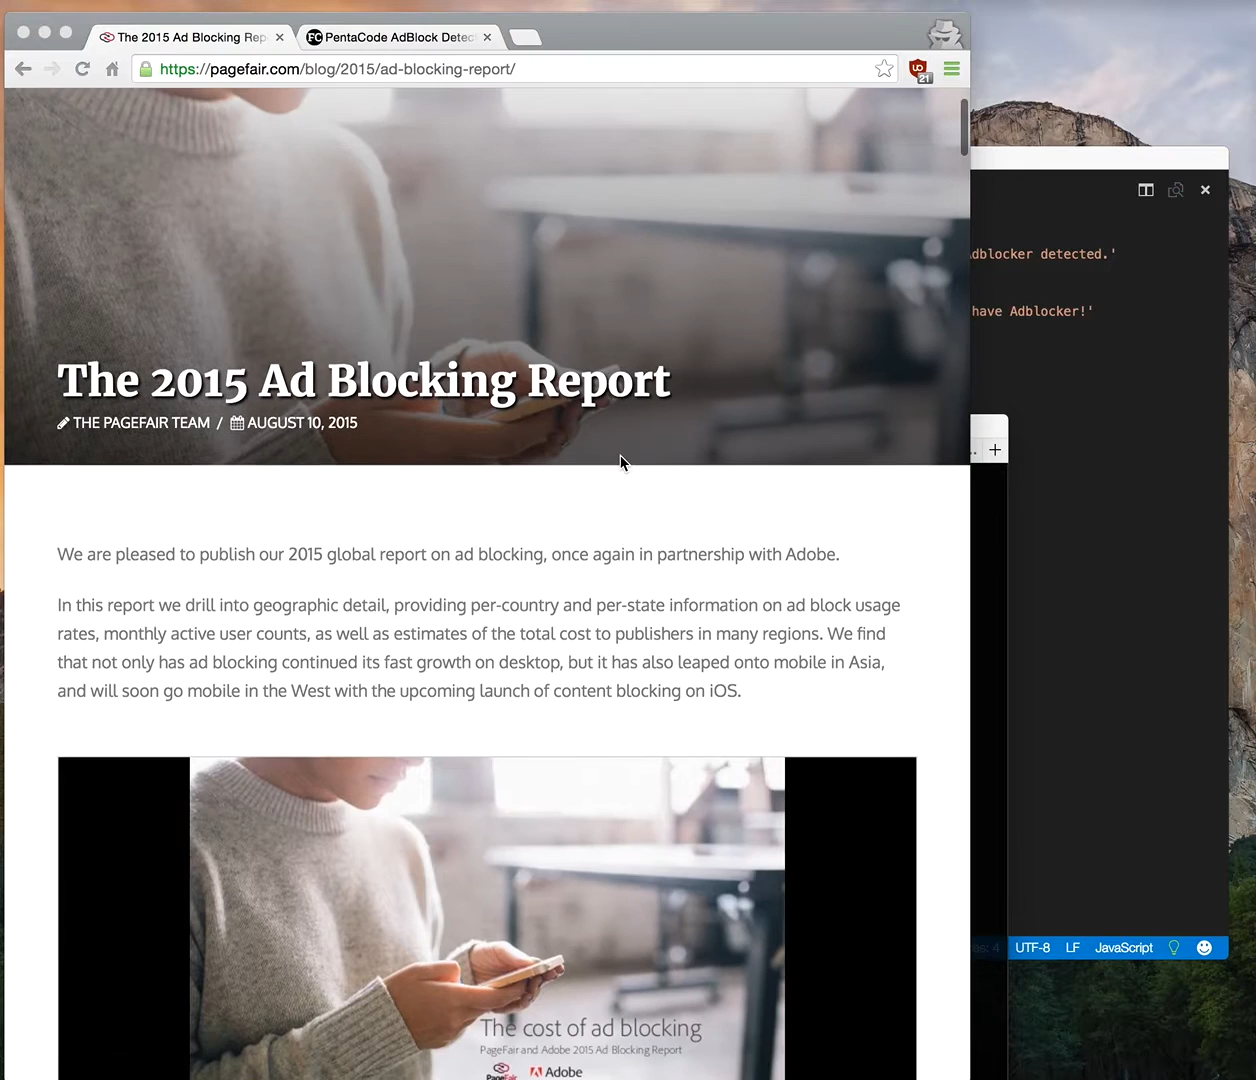 The 2015 Ad Blocking Rep
PentaCode AdBlock Detec
https://pagefair.com/blog/2015/ad-blocking-report/
21
The 2015 Ad Blocking Report
THE PAGEFAIR TEAM / AUGUST 10, 2015
We are pleased to publish our 2015 global report on ad blocking, once again in partnership with Adobe.
In this report we drill into geographic detail, providing per-country and per-state information on ad block usage
rates, monthly active user counts, as well as estimates of the total cost to publishers in many regions. We find
that not only has ad blocking continued its fast growth on desktop, but it has also leaped onto mobile in Asia,
and will soon go mobile in the West with the upcoming launch of content blocking on iOS.
The cost of ad blocking
PageFair and Adobe 2015 Ad Blocking Report
PageFair Adobe
Adblocker detected.'
have Adblocker!'
UTF-8 LF JavaScript